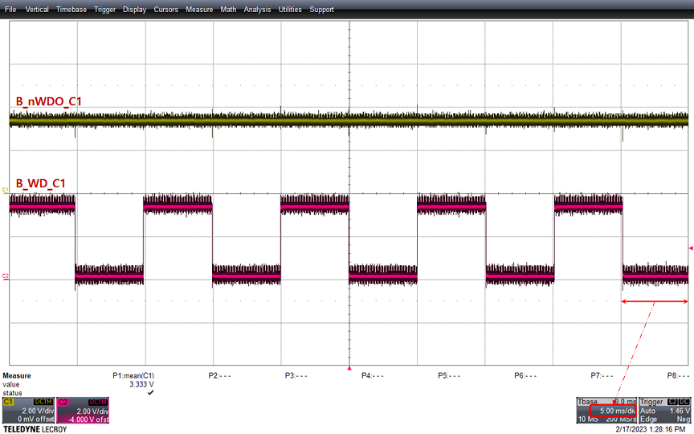 File Vertical Timebase Trigger Display Cursors Measure Math Analysis Utilities Support
B_nWDO_C1
B_WD_C1
Measure P1:mean(C1) P2:--- P3:--- P4:--- P5:--- P6:--- P7:--- P8:---
value 3.333 V
status
C1 DC1M
2.00 V/div
0 mV offset
C2 DC1M
2.00 V/div
-4.000 V ofst
Tbase 0.0 ms
5.00 ms/div
10 MS 200 MS/s
Trigger C2 DC
Auto 1.46 V
Edge Neg
TELEDYNE LECROY 2/17/2023 1:28:16 PM